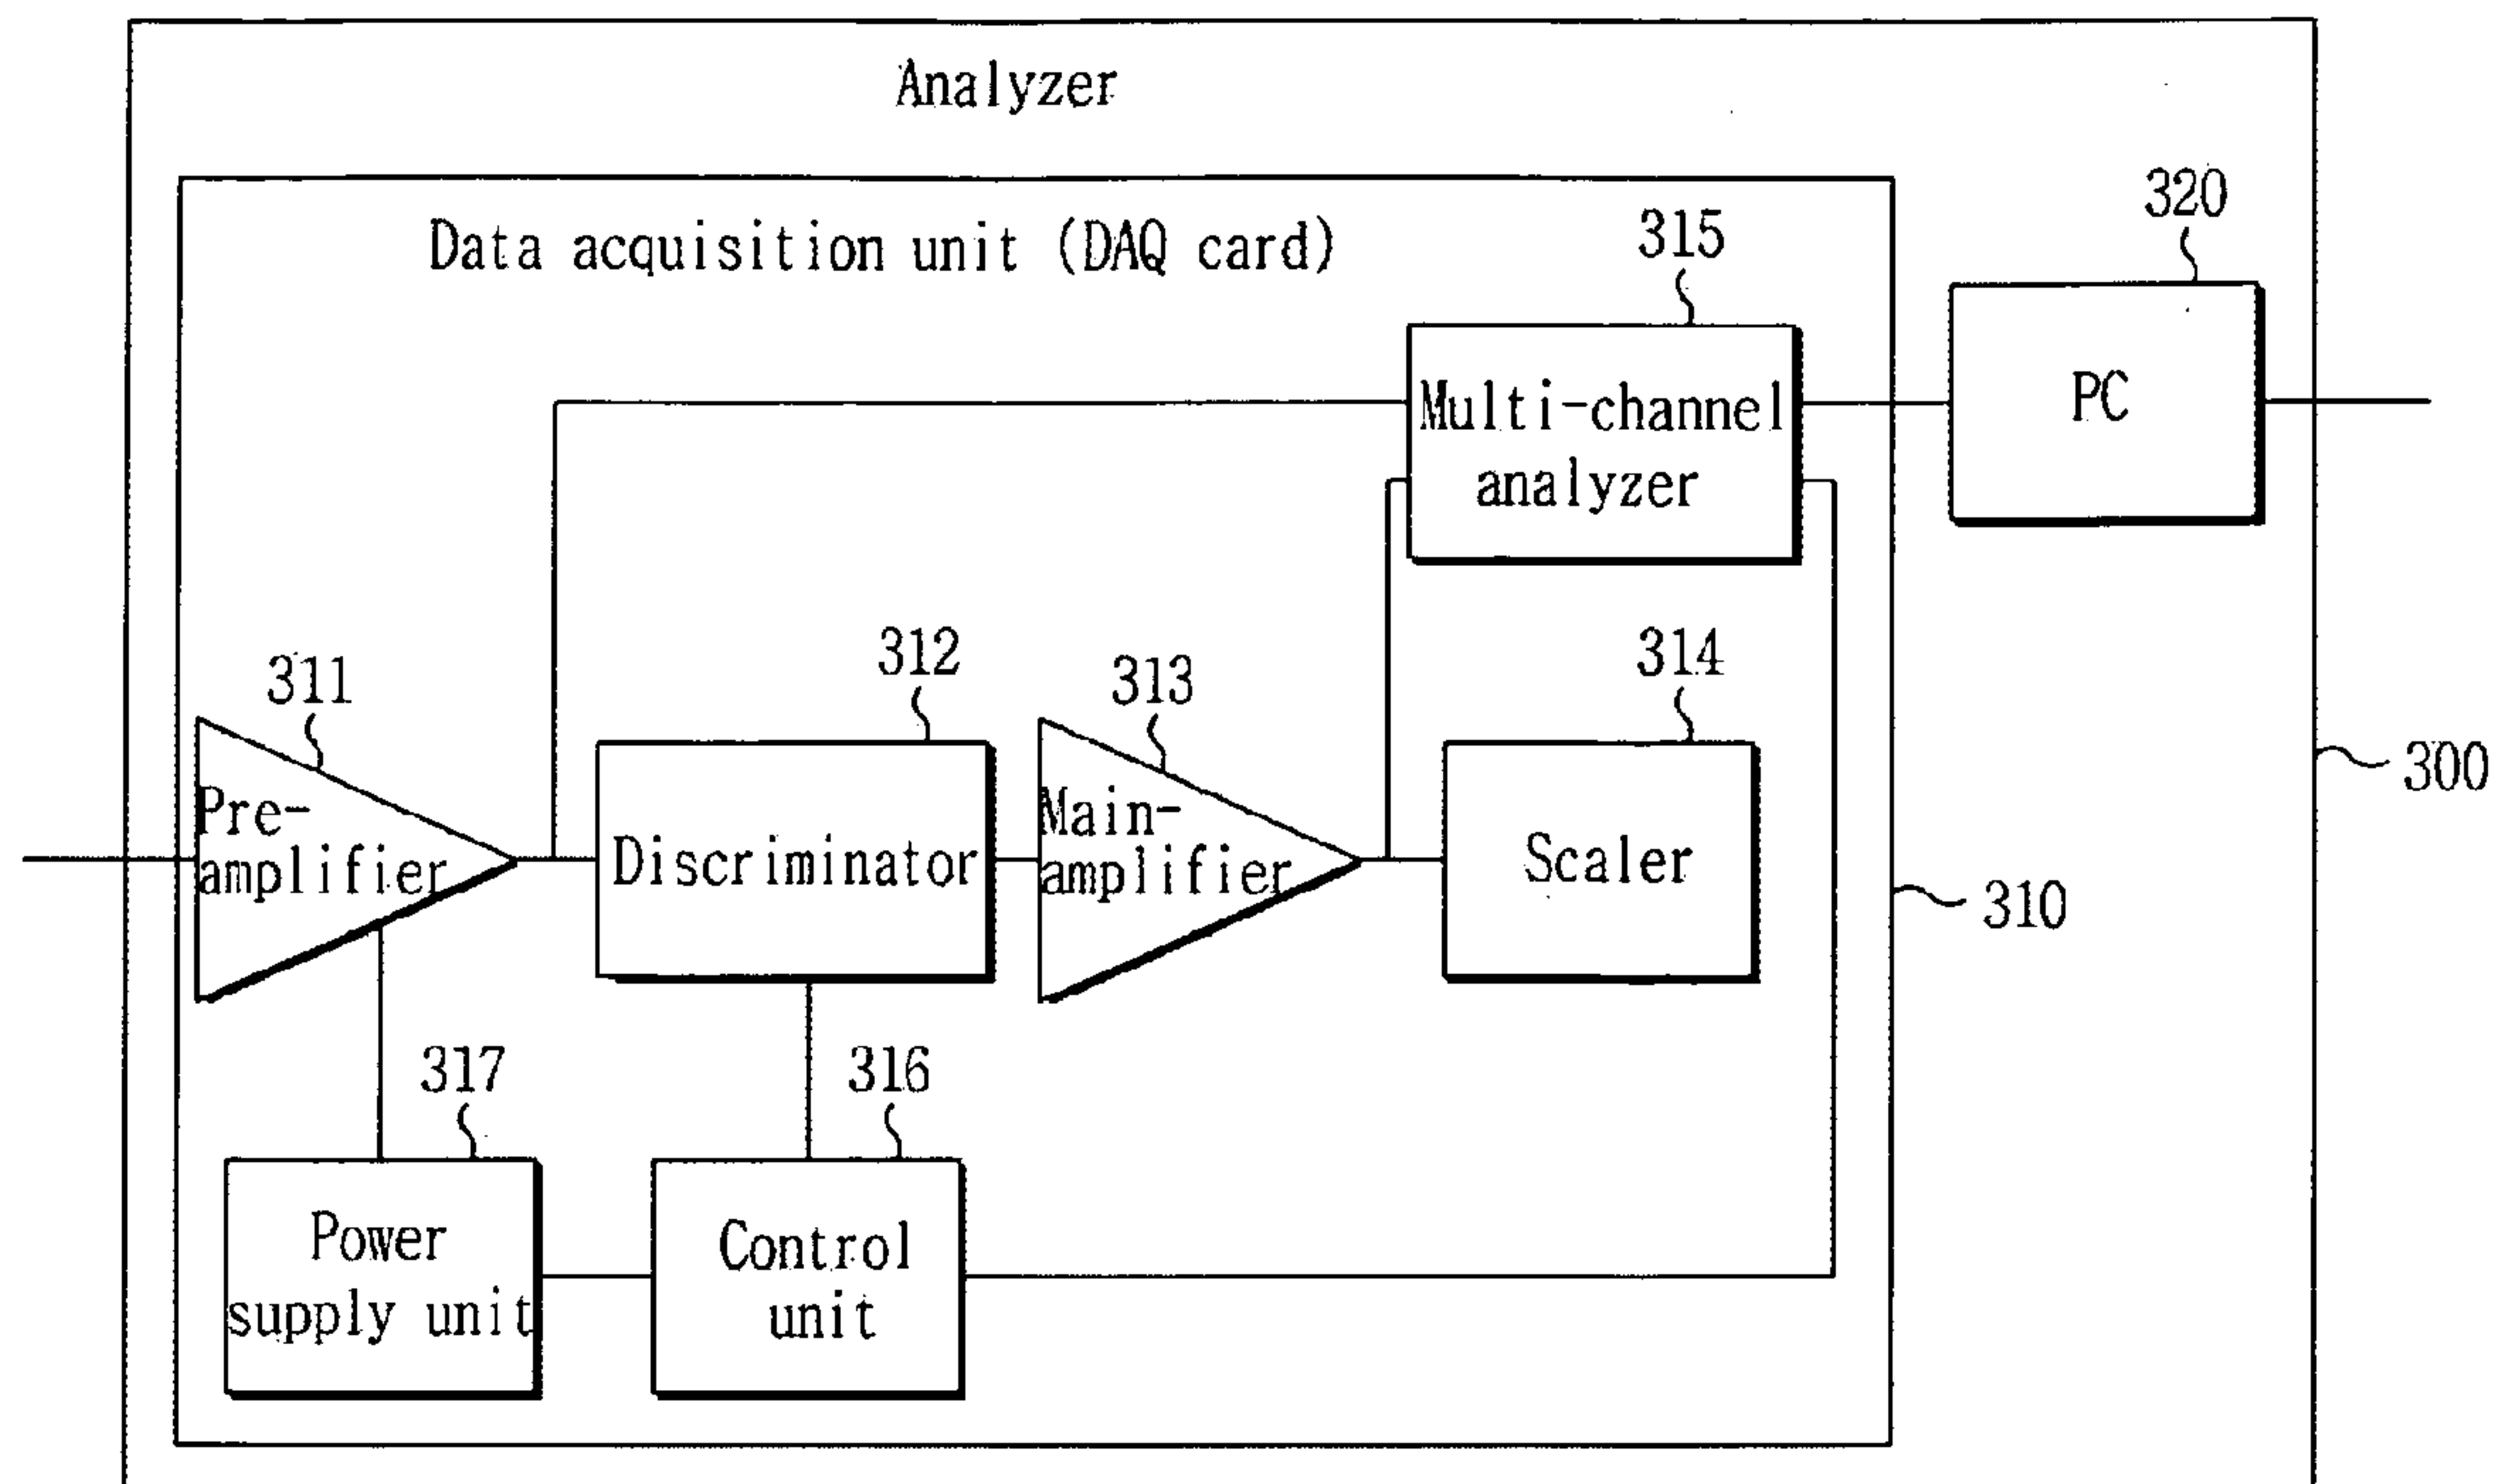 Analyzer
Data acquisition unit (DAQ card)
320
315
PC
Multi-channel
analyzer
311
312
313
314
300
Pre-
amplifier
Discriminator
Main-
amplifier
Scaler
310
317
316
Power
supply unit
Control
unit